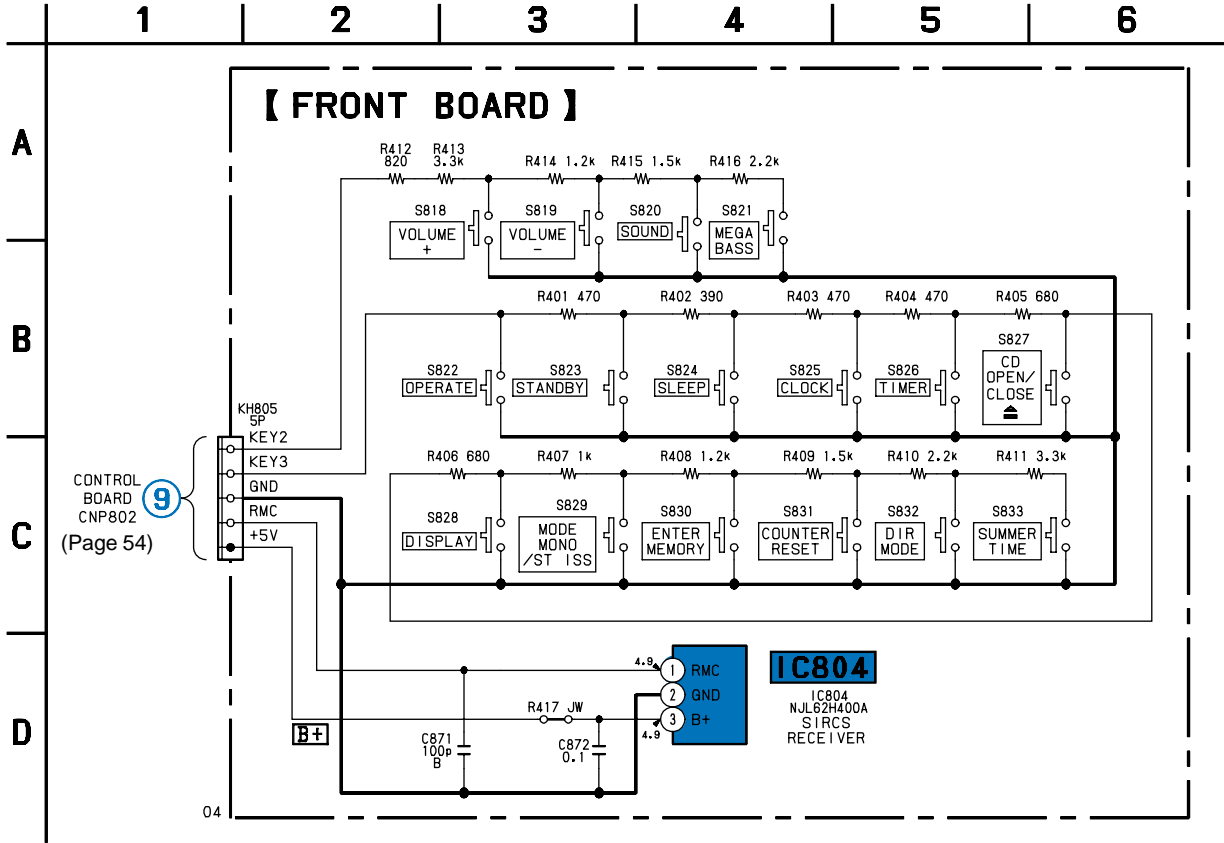 1 2 3 4 5 6
A
B
C
D
【 FRONT BOARD 】
R412 820
R413 3.3k
R414 1.2k
R415 1.5k
R416 2.2k
S818
VOLUME
+
S819
VOLUME
-
S820
SOUND
S821
MEGA
BASS
R401 470
R402 390
R403 470
R404 470
R405 680
S822
OPERATE
S823
STANDBY
S824
SLEEP
S825
CLOCK
S826
TIMER
S827
CD
OPEN/
CLOSE
⏏
KH805
5P
KEY2
KEY3
GND
RMC
+5V
CONTROL
BOARD
CNP802
(Page 54)
9
R406 680
R407 1k
R408 1.2k
R409 1.5k
R410 2.2k
R411 3.3k
S828
DISPLAY
S829
MODE
MONO
/ST ISS
S830
ENTER
MEMORY
S831
COUNTER
RESET
S832
DIR
MODE
S833
SUMMER
TIME
4.9
1 RMC
2 GND
3 B+
4.9
IC804
IC804
NJL62H400A
SIRCS
RECEIVER
R417 JW
B+
C871
100p
B
C872
0.1
04